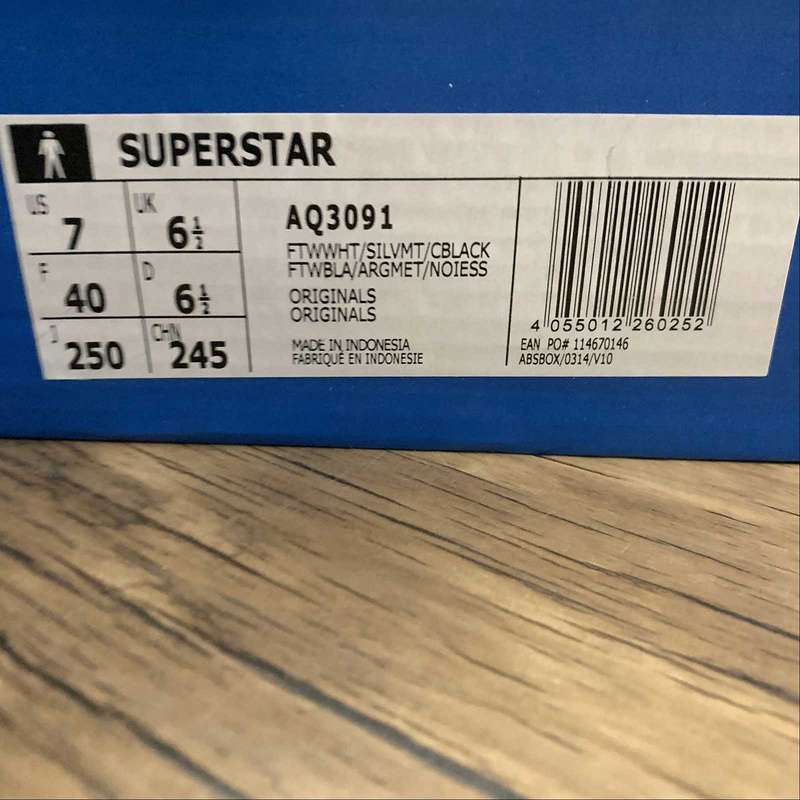 SUPERSTAR
US 7 UK 6½
F 40 D 6½
J 250 CHN 245
AQ3091
FTWWHT/SILVMT/CBLACK
FTWBLA/ARGMET/NOIESS
ORIGINALS
ORIGINALS
MADE IN INDONESIA
FABRIQUÉ EN INDONESIE
4 055012 260252
EAN PO# 114670146
ABSBOX/0314/V10